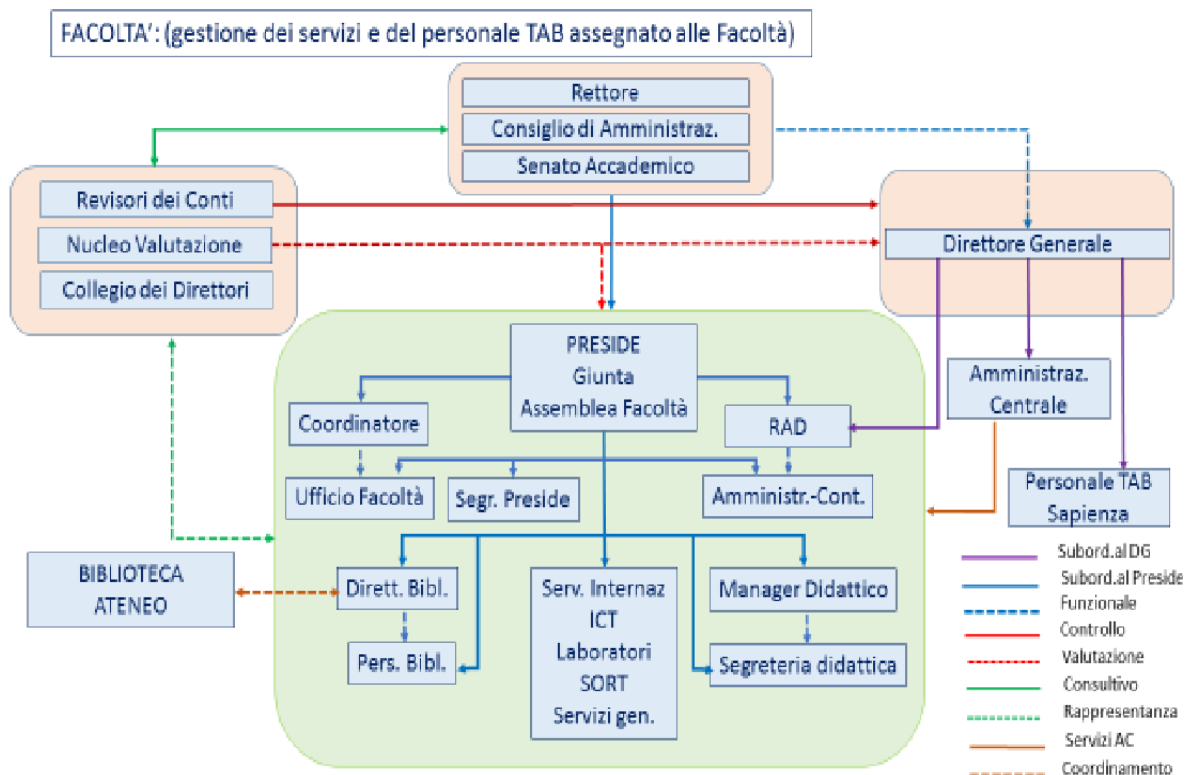 FACOLTA': (gestione dei servizi e del personale TAB assegnato alle Facoltà)
Rettore
Consiglio di Amministraz.
Senato Accademico
Revisori dei Conti
Nucleo Valutazione
Collegio dei Direttori
Direttore Generale
PRESIDE
Giunta
Assemblea Facoltà
Coordinatore
RAD
Amministraz.
Centrale
Ufficio Facoltà
Segr. Preside
Amministr.-Cont.
Personale TAB
Sapienza
BIBLIOTECA
ATENEO
Dirett. Bibl.
Pers. Bibl.
Serv. Internaz
ICT
Laboratori
SORT
Servizi gen.
Manager Didattico
Segreteria didattica
Subord.al DG
Subord.al Preside
Funzionale
Controllo
Valutazione
Consultivo
Rappresentanza
Servizi AC
Coordinamento